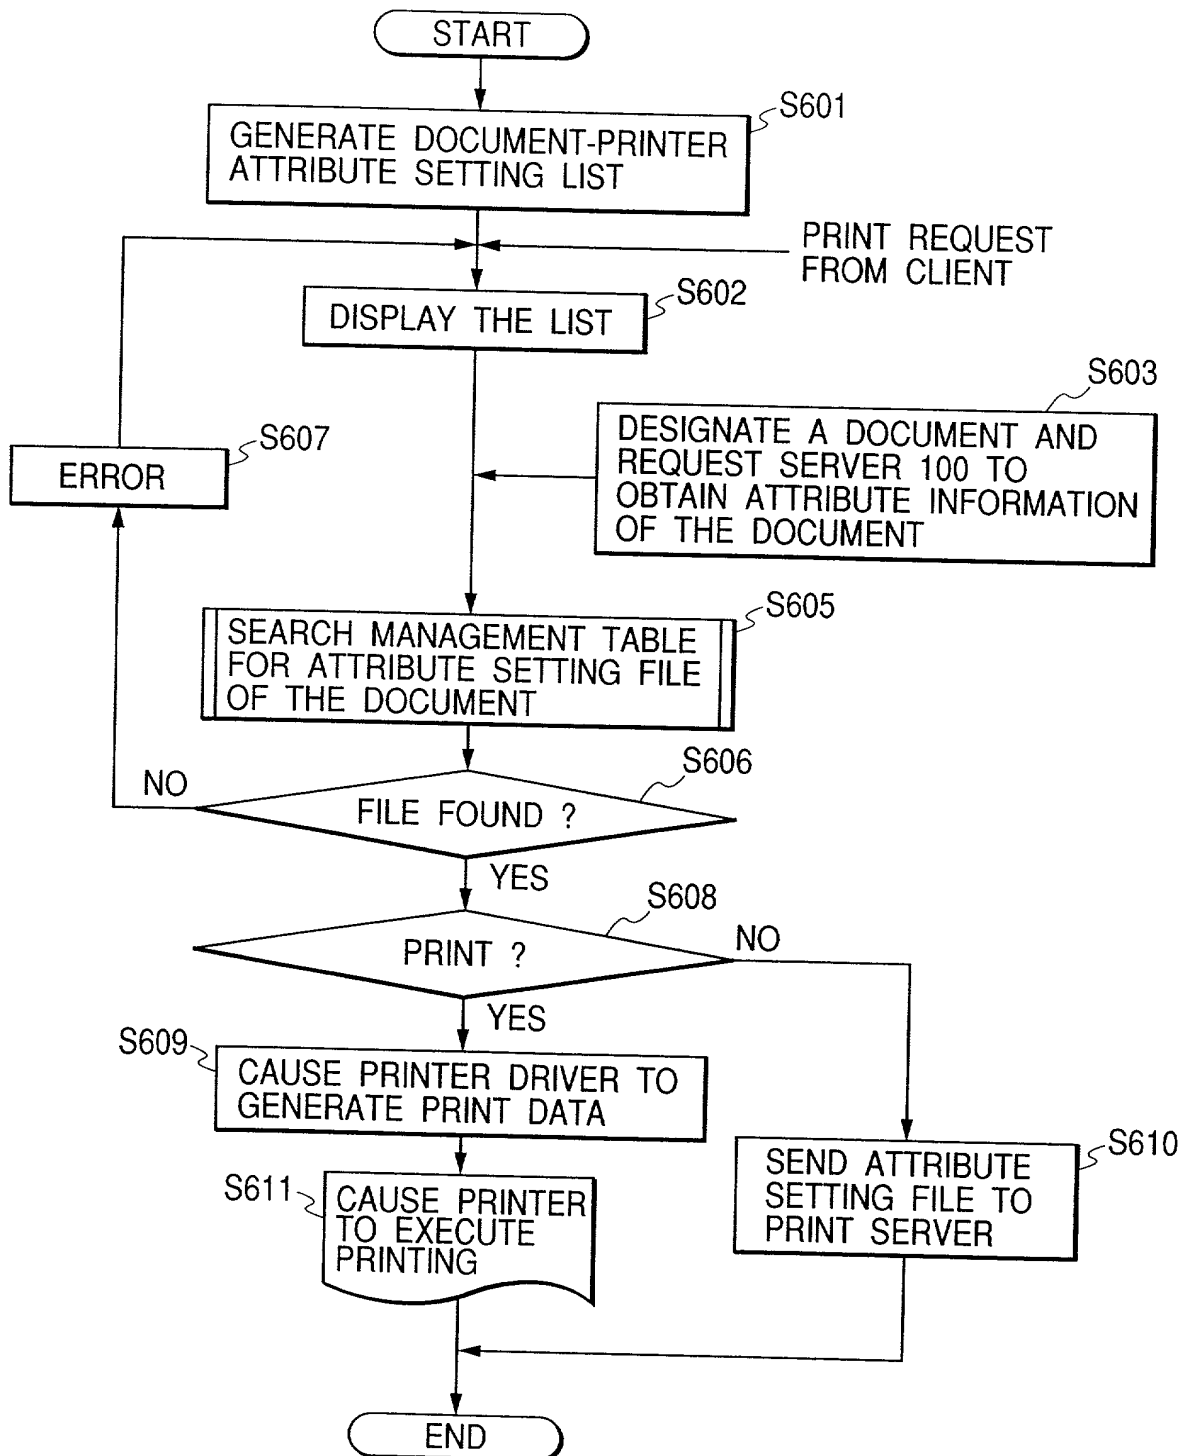 START
S601
GENERATE DOCUMENT-PRINTER
ATTRIBUTE SETTING LIST
PRINT REQUEST
FROM CLIENT
S602
DISPLAY THE LIST
S603
DESIGNATE A DOCUMENT AND
REQUEST SERVER 100 TO
OBTAIN ATTRIBUTE INFORMATION
OF THE DOCUMENT
S607
ERROR
S605
SEARCH MANAGEMENT TABLE
FOR ATTRIBUTE SETTING FILE
OF THE DOCUMENT
S606
NO
FILE FOUND ?
YES
S608
NO
PRINT ?
YES
S609
CAUSE PRINTER DRIVER TO
GENERATE PRINT DATA
S610
SEND ATTRIBUTE
SETTING FILE TO
PRINT SERVER
S611
CAUSE PRINTER
TO EXECUTE
PRINTING
END